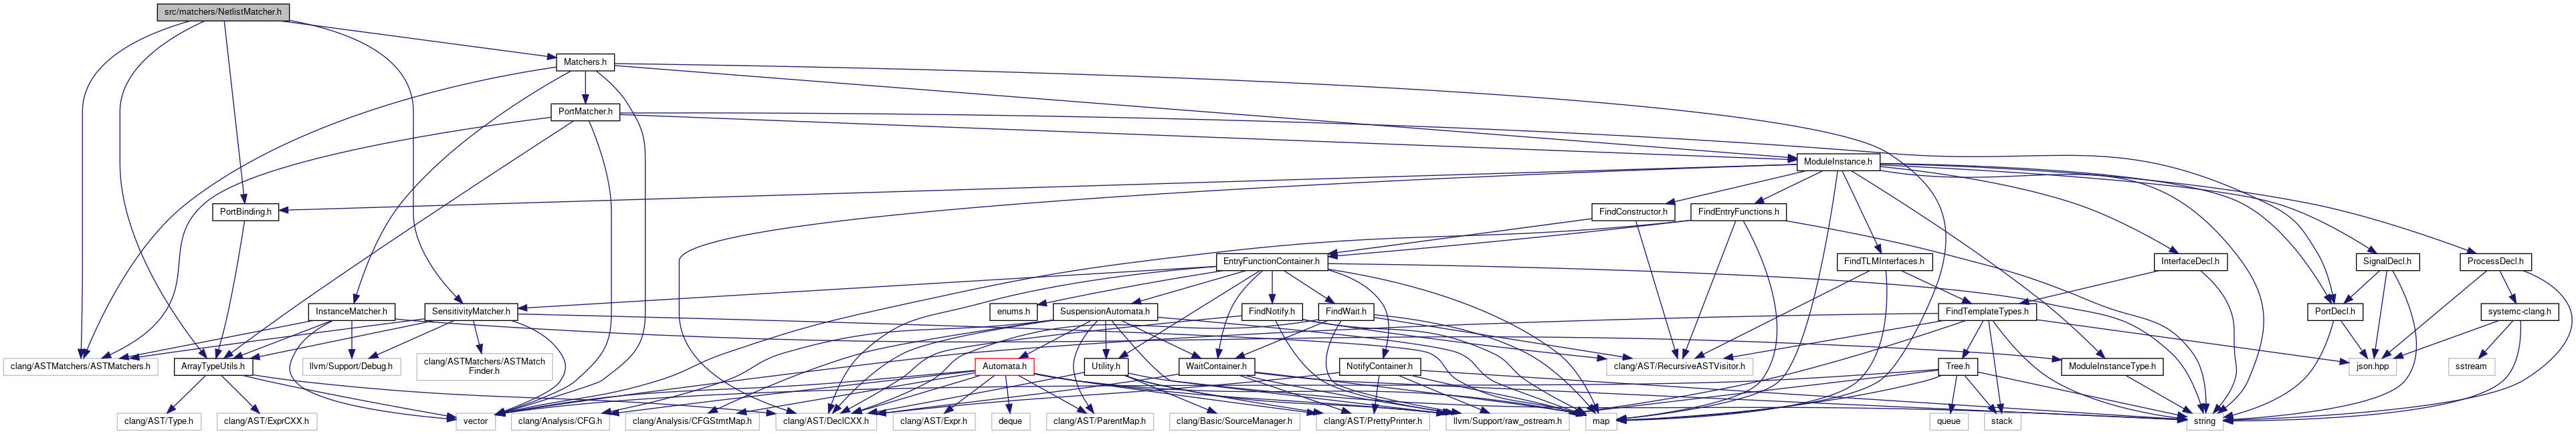 src/matchers/NetlistMatcher.h
Matchers.h
PortMatcher.h
ModuleInstance.h
PortBinding.h
FindConstructor.h
FindEntryFunctions.h
EntryFunctionContainer.h
FindTLMInterfaces.h
InterfaceDecl.h
SignalDecl.h
ProcessDecl.h
InstanceMatcher.h
SensitivityMatcher.h
enums.h
SuspensionAutomata.h
FindNotify.h
FindWait.h
FindTemplateTypes.h
PortDecl.h
systemc-clang.h
clang/ASTMatchers/ASTMatchers.h
ArrayTypeUtils.h
llvm/Support/Debug.h
clang/ASTMatchers/ASTMatch
Finder.h
Automata.h
Utility.h
WaitContainer.h
NotifyContainer.h
clang/AST/RecursiveASTVisitor.h
Tree.h
ModuleInstanceType.h
json.hpp
sstream
clang/AST/Type.h
clang/AST/ExprCXX.h
vector
clang/Analysis/CFG.h
clang/Analysis/CFGStmtMap.h
clang/AST/DeclCXX.h
clang/AST/Expr.h
deque
clang/AST/ParentMap.h
clang/Basic/SourceManager.h
clang/AST/PrettyPrinter.h
llvm/Support/raw_ostream.h
map
queue
stack
string